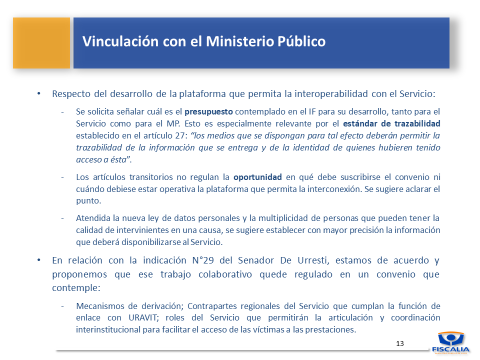 Vinculación con el Ministerio Público
• Respecto del desarrollo de la plataforma que permita la interoperabilidad con el Servicio:
- Se solicita señalar cuál es el presupuesto contemplado en el IF para su desarrollo, tanto para el
Servicio como para el MP. Esto es especialmente relevante por el estándar de trazabilidad
establecido en el artículo 27: "los medios que se dispongan para tal efecto deberán permitir la
trazabilidad de la información que se entrega y de la identidad de quienes hubieren tenido
acceso a ésta".
- Los artículos transitorios no regulan la oportunidad en qué debe suscribirse el convenio ni
cuándo debiese estar operativa la plataforma que permita la interconexión. Se sugiere aclarar el
punto.
- Atendida la nueva ley de datos personales y la multiplicidad de personas que pueden tener la
calidad de intervinientes en una causa, se sugiere establecer con mayor precisión la información
que deberá disponibilizarse al Servicio.
• En relación con la indicación N°29 del Senador De Urresti, estamos de acuerdo y
proponemos que ese trabajo colaborativo quede regulado en un convenio que
contemple:
- Mecanismos de derivación; Contrapartes regionales del Servicio que cumplan la función de
enlace con URAVIT; roles del Servicio que permitirán la articulación y coordinación
interinstitucional para facilitar el acceso de las víctimas a las prestaciones.
13
FISCALIA